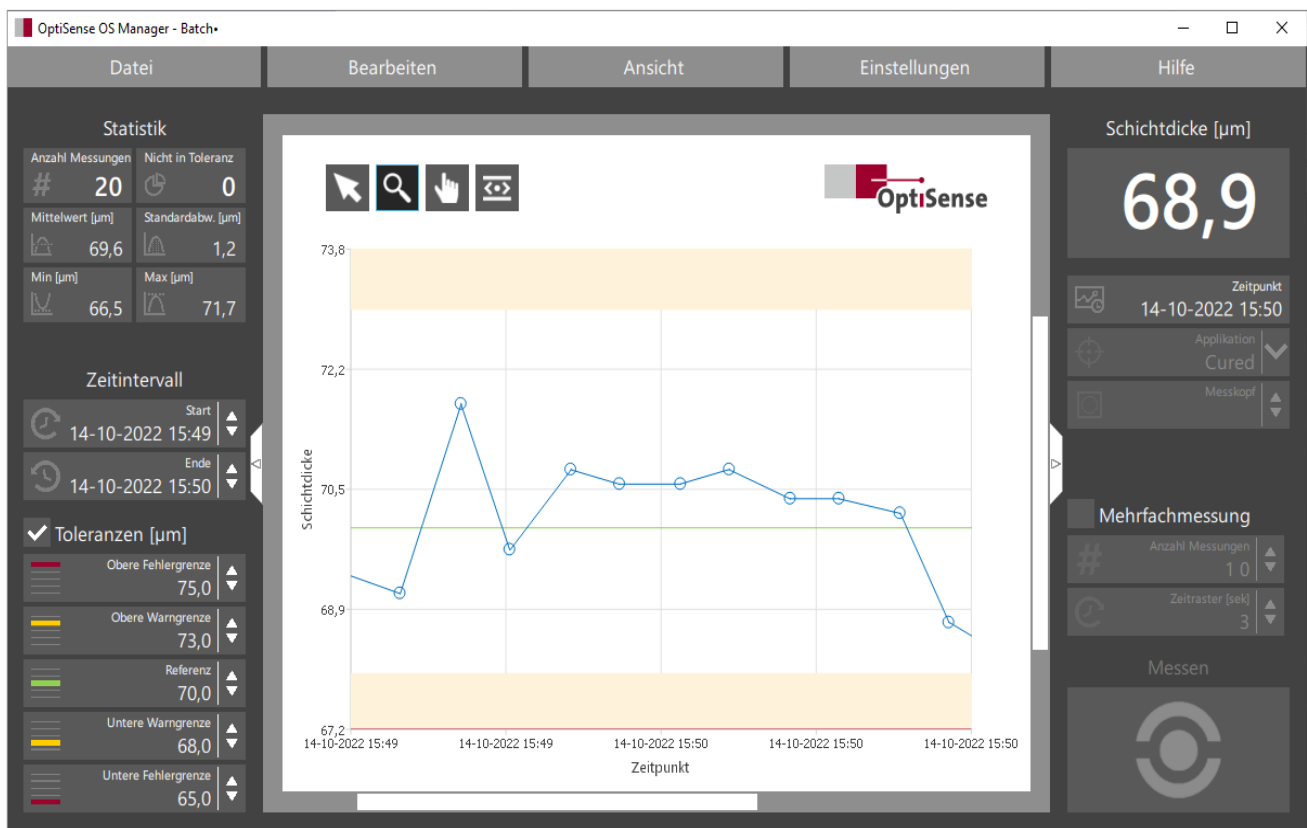 OptiSense OS Manager - Batch•
Datei
Bearbeiten
Ansicht
Einstellungen
Hilfe
Statistik
Anzahl Messungen
# 20
Nicht in Toleranz
0
Mittelwert [µm]
69,6
Standardabw. [µm]
1,2
Min [µm]
66,5
Max [µm]
71,7
Zeitintervall
Start
14-10-2022 15:49
Ende
14-10-2022 15:50
Toleranzen [µm]
Obere Fehlergrenze
75,0
Obere Warngrenze
73,0
Referenz
70,0
Untere Warngrenze
68,0
Untere Fehlergrenze
65,0
OptiSense
73,8
72,2
70,5
68,9
67,2
Schichtdicke
14-10-2022 15:49
14-10-2022 15:49
14-10-2022 15:50
14-10-2022 15:50
14-10-2022 15:50
Zeitpunkt
Schichtdicke [µm]
68,9
Zeitpunkt
14-10-2022 15:50
Applikation
Cured
Messkopf
Mehrfachmessung
Anzahl Messungen
# 1 0
Zeitraster [sek]
3
Messen